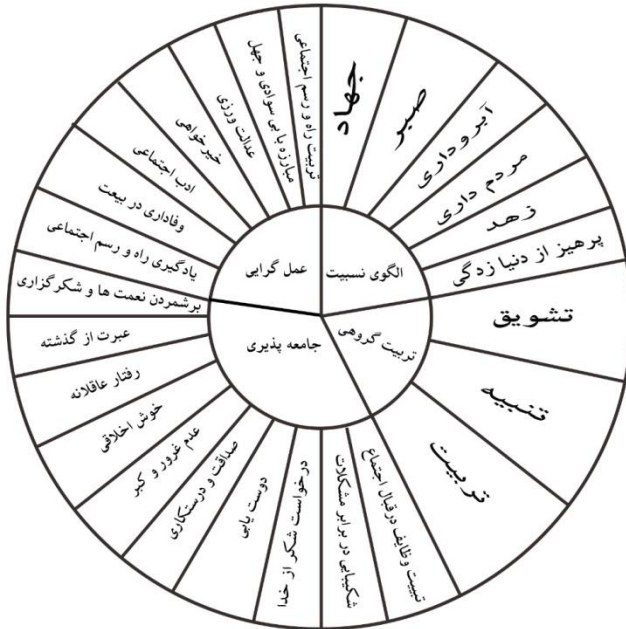 الگوی نسبیت
جهاد
صبر
آبروداری
مردم داری
زهد
پرهیز از دنیا زدگی
تربیت گروهی
تشویق
تنبیه
تربیت
جامعه پذیری
تبیت وظایف درقبال اجتماع
شکیبایی در برابر مشکلات
درخواست شکر از خدا
دوست یابی
صداقت و درستکاری
عدم غرور و کبر
خوش اخلاقی
رفتار عاقلانه
عبرت از گذشته
عمل گرایی
برشمردن نعمت ها و شکرگزاری
یادگیری راه و رسم اجتماعی
وفاداری در بیعت
ادب اجتماعی
خیرخواهی
عدالت ورزی
مبارزه با بی سوادی و جهل
تربیت راه و رسم اجتماعی